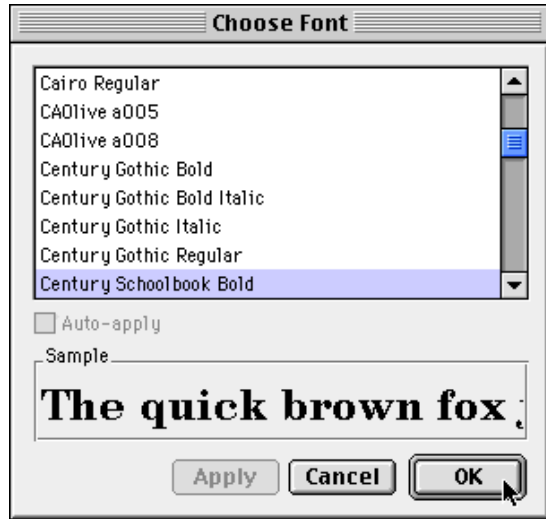 Choose Font
Cairo Regular
CAOlive a005
CAOlive a008
Century Gothic Bold
Century Gothic Bold Italic
Century Gothic Italic
Century Gothic Regular
Century Schoolbook Bold
Auto-apply
Sample
The quick brown fox
Apply Cancel OK